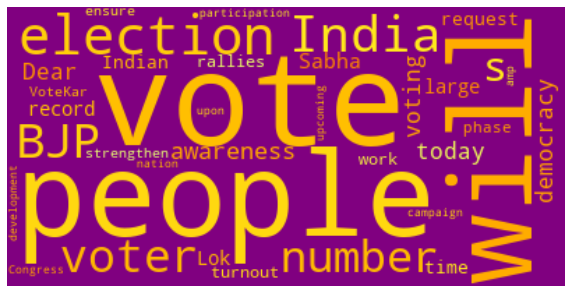 ensure
participation
election
India
request
Dear
Indian
rallies
Sabha
vote
will
s
amp
VoteKar
record
upon
upcoming
voting
large
democracy
BJP
strengthen
awareness
nation
work
today
phase
people
development
campaign
Congress
voter
Lok
turnout
number
time